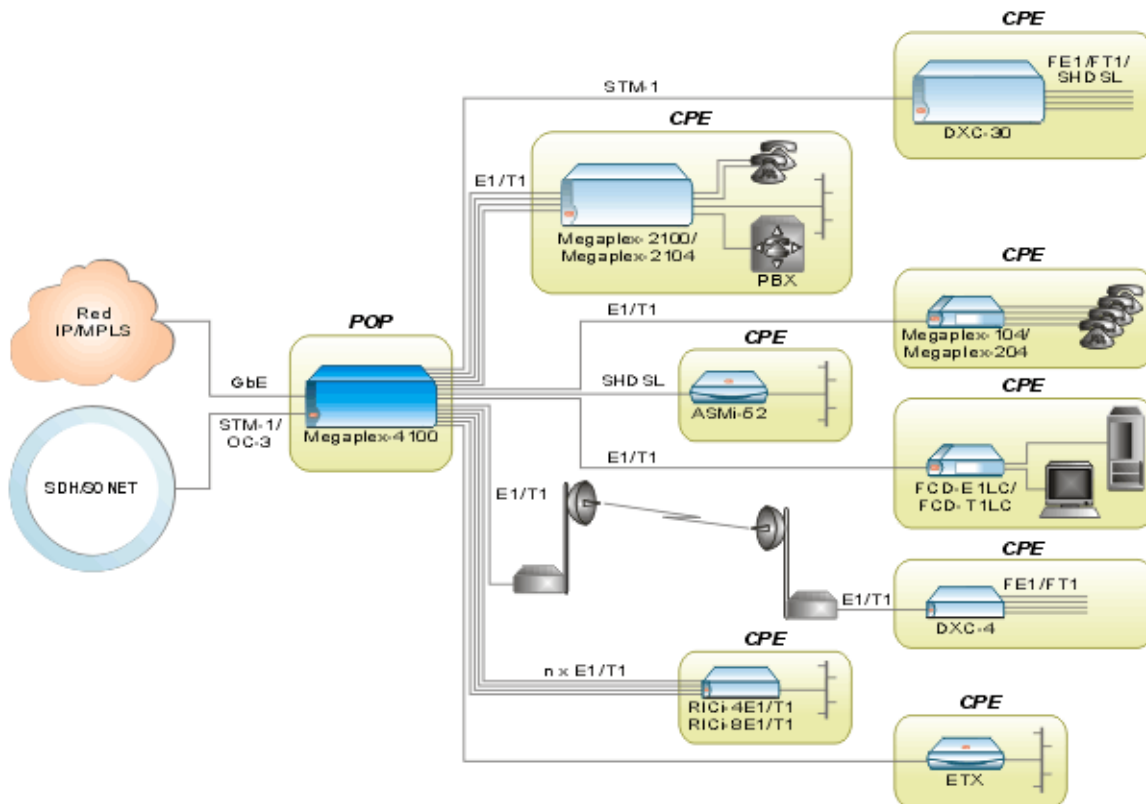 CPE
FE1/FT1/
SHDSL
STM-1
DXC-30
CPE
E1/T1
Megaplex-2100/
Megaplex-2104
PBX
CPE
E1/T1
Megaplex-104/
Megaplex-204
Red
IP/MPLS
POP
GbE
STM-1/
OC-3
Megaplex-4100
SDH/SONET
CPE
SHDSL
ASMi-52
CPE
E1/T1
FCD-E1LC/
FCD-T1LC
E1/T1
CPE
E1/T1
FE1/FT1
DXC-4
CPE
n x E1/T1
RICi-4E1/T1
RICi-8E1/T1
CPE
ETX